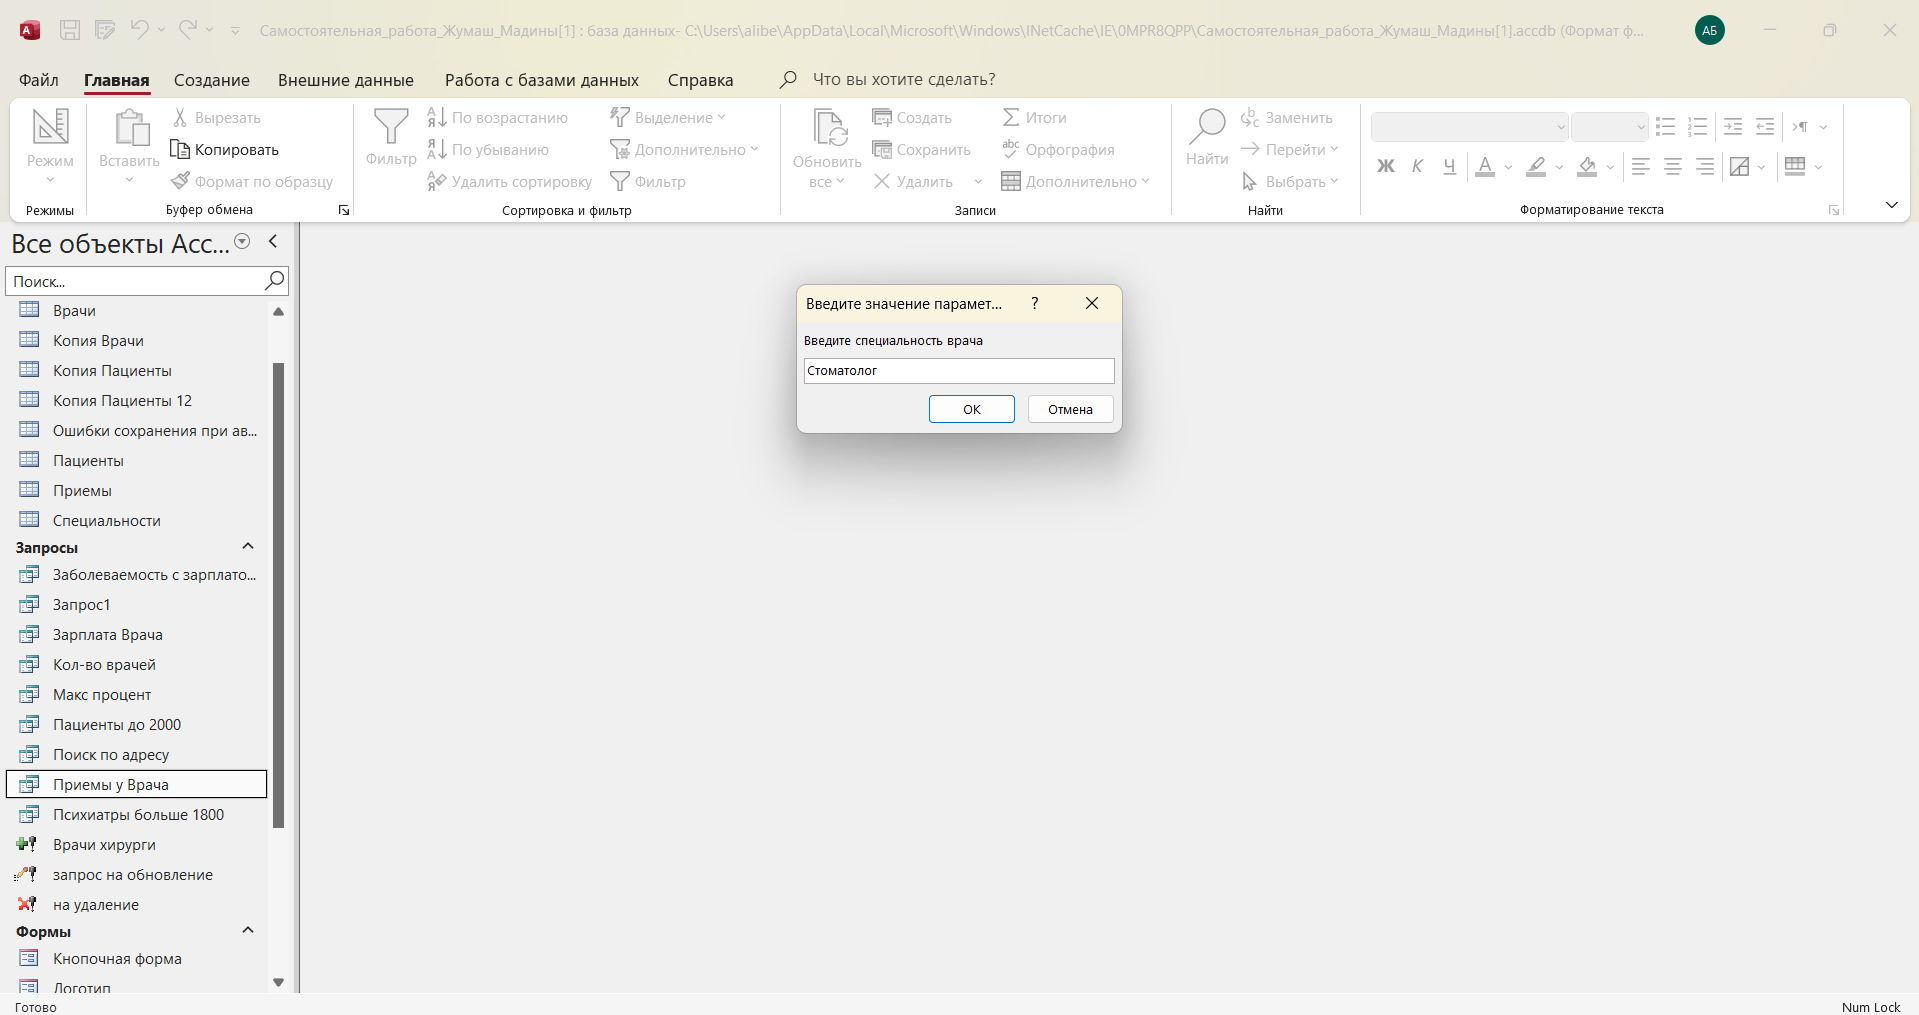 Самостоятельная_работа_Жумаш_Мадины[1] : база данных- C:\Users\alibe\AppData\Local\Microsoft\Windows\INetCache\IE\0MPR8QPP\Самостоятельная_работа_Жумаш_Мадины[1].accdb (Формат ф...
АБ
Файл Главная Создание Внешние данные Работа с базами данных Справка Что вы хотите сделать?
Режим
Режимы
Вставить
Вырезать
Копировать
Формат по образцу
Буфер обмена
Фильтр
По возрастанию
По убыванию
Удалить сортировку
Выделение
Дополнительно
Фильтр
Сортировка и фильтр
Обновить
все
Создать
Сохранить
Удалить
Итоги
Орфография
Дополнительно
Записи
Найти
Заменить
Перейти
Выбрать
Найти
Ж К Ч А
Форматирование текста
Все объекты Acc...
Поиск...
Врачи
Копия Врачи
Копия Пациенты
Копия Пациенты 12
Ошибки сохранения при ав...
Пациенты
Приемы
Специальности
Запросы
Заболеваемость с зарплато...
Запрос1
Зарплата Врача
Кол-во врачей
Макс процент
Пациенты до 2000
Поиск по адресу
Приемы у Врача
Психиатры больше 1800
Врачи хирурги
запрос на обновление
на удаление
Формы
Кнопочная форма
Логотип
Введите значение парамет... ?
Введите специальность врача
Стоматолог
ОК Отмена
Готово
Num Lock